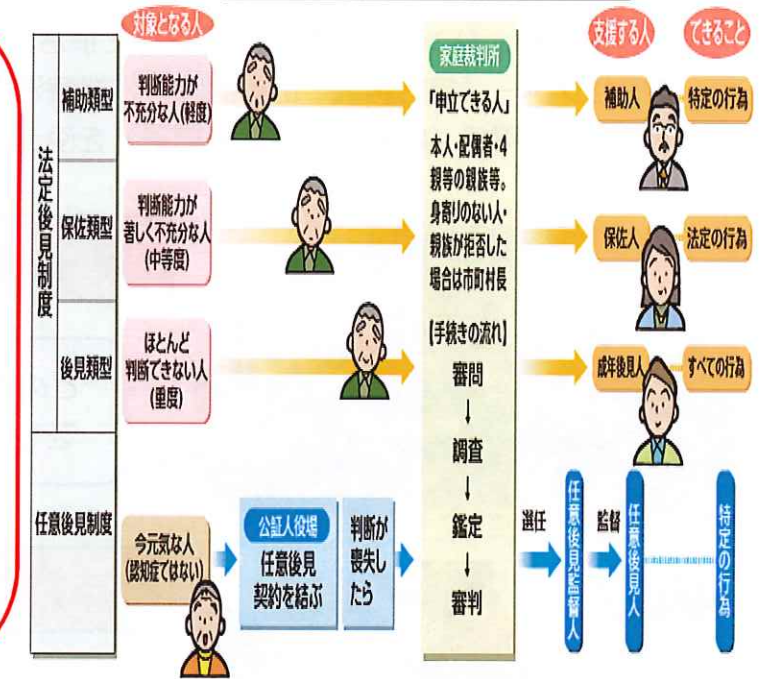 対象となる人
支援する人
できること
法定後見制度
補助類型
判断能力が
不充分な人(軽度)
保佐類型
判断能力が
著しく不充分な人
(中等度)
後見類型
ほとんど
判断できない人
(重度)
家庭裁判所
「申立できる人」
本人・配偶者・4
親等の親族等。
身寄りのない人・
親族が拒否した
場合は市町村長
【手続きの流れ】
審問
↓
調査
↓
鑑定
↓
審判
補助人
特定の行為
保佐人
法定の行為
成年後見人
すべての行為
任意後見制度
今元気な人
(認知症ではない)
公証人役場
任意後見
契約を結ぶ
判断が
喪失し
たら
選任
任意後見監督人
監督
任意後見人
特定の行為